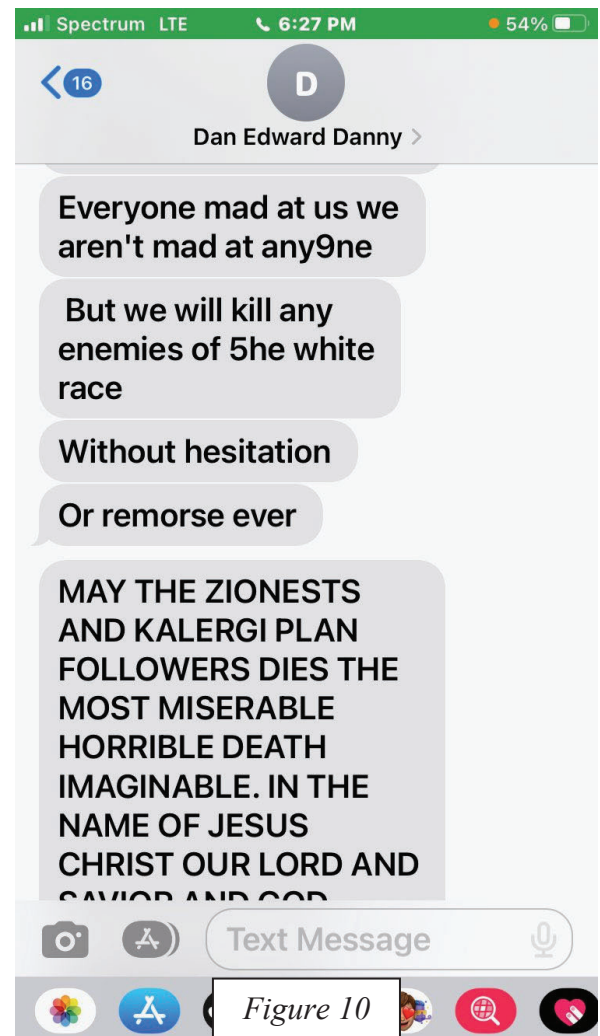 Spectrum LTE 6:27 PM 54%
16
D
Dan Edward Danny
Everyone mad at us we
aren't mad at any9ne
But we will kill any
enemies of 5he white
race
Without hesitation
Or remorse ever
MAY THE ZIONESTS
AND KALERGI PLAN
FOLLOWERS DIES THE
MOST MISERABLE
HORRIBLE DEATH
IMAGINABLE. IN THE
NAME OF JESUS
CHRIST OUR LORD AND
SAVIOR AND GOD
Text Message
Figure 10